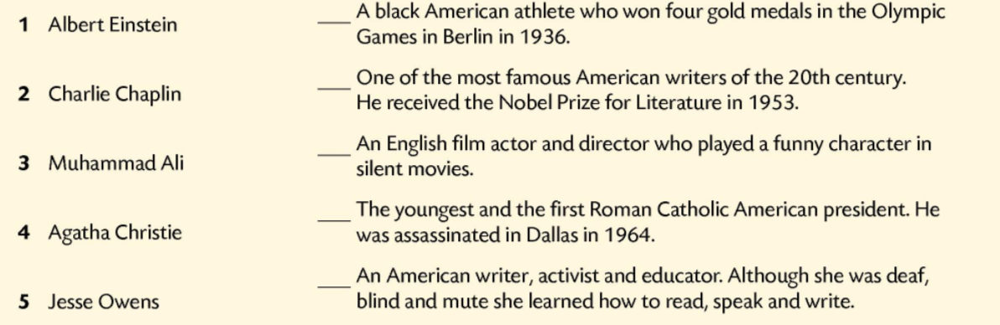 1 Albert Einstein
___ A black American athlete who won four gold medals in the Olympic
Games in Berlin in 1936.
2 Charlie Chaplin
___ One of the most famous American writers of the 20th century.
He received the Nobel Prize for Literature in 1953.
3 Muhammad Ali
___ An English film actor and director who played a funny character in
silent movies.
4 Agatha Christie
___ The youngest and the first Roman Catholic American president. He
was assassinated in Dallas in 1964.
5 Jesse Owens
___ An American writer, activist and educator. Although she was deaf,
blind and mute she learned how to read, speak and write.